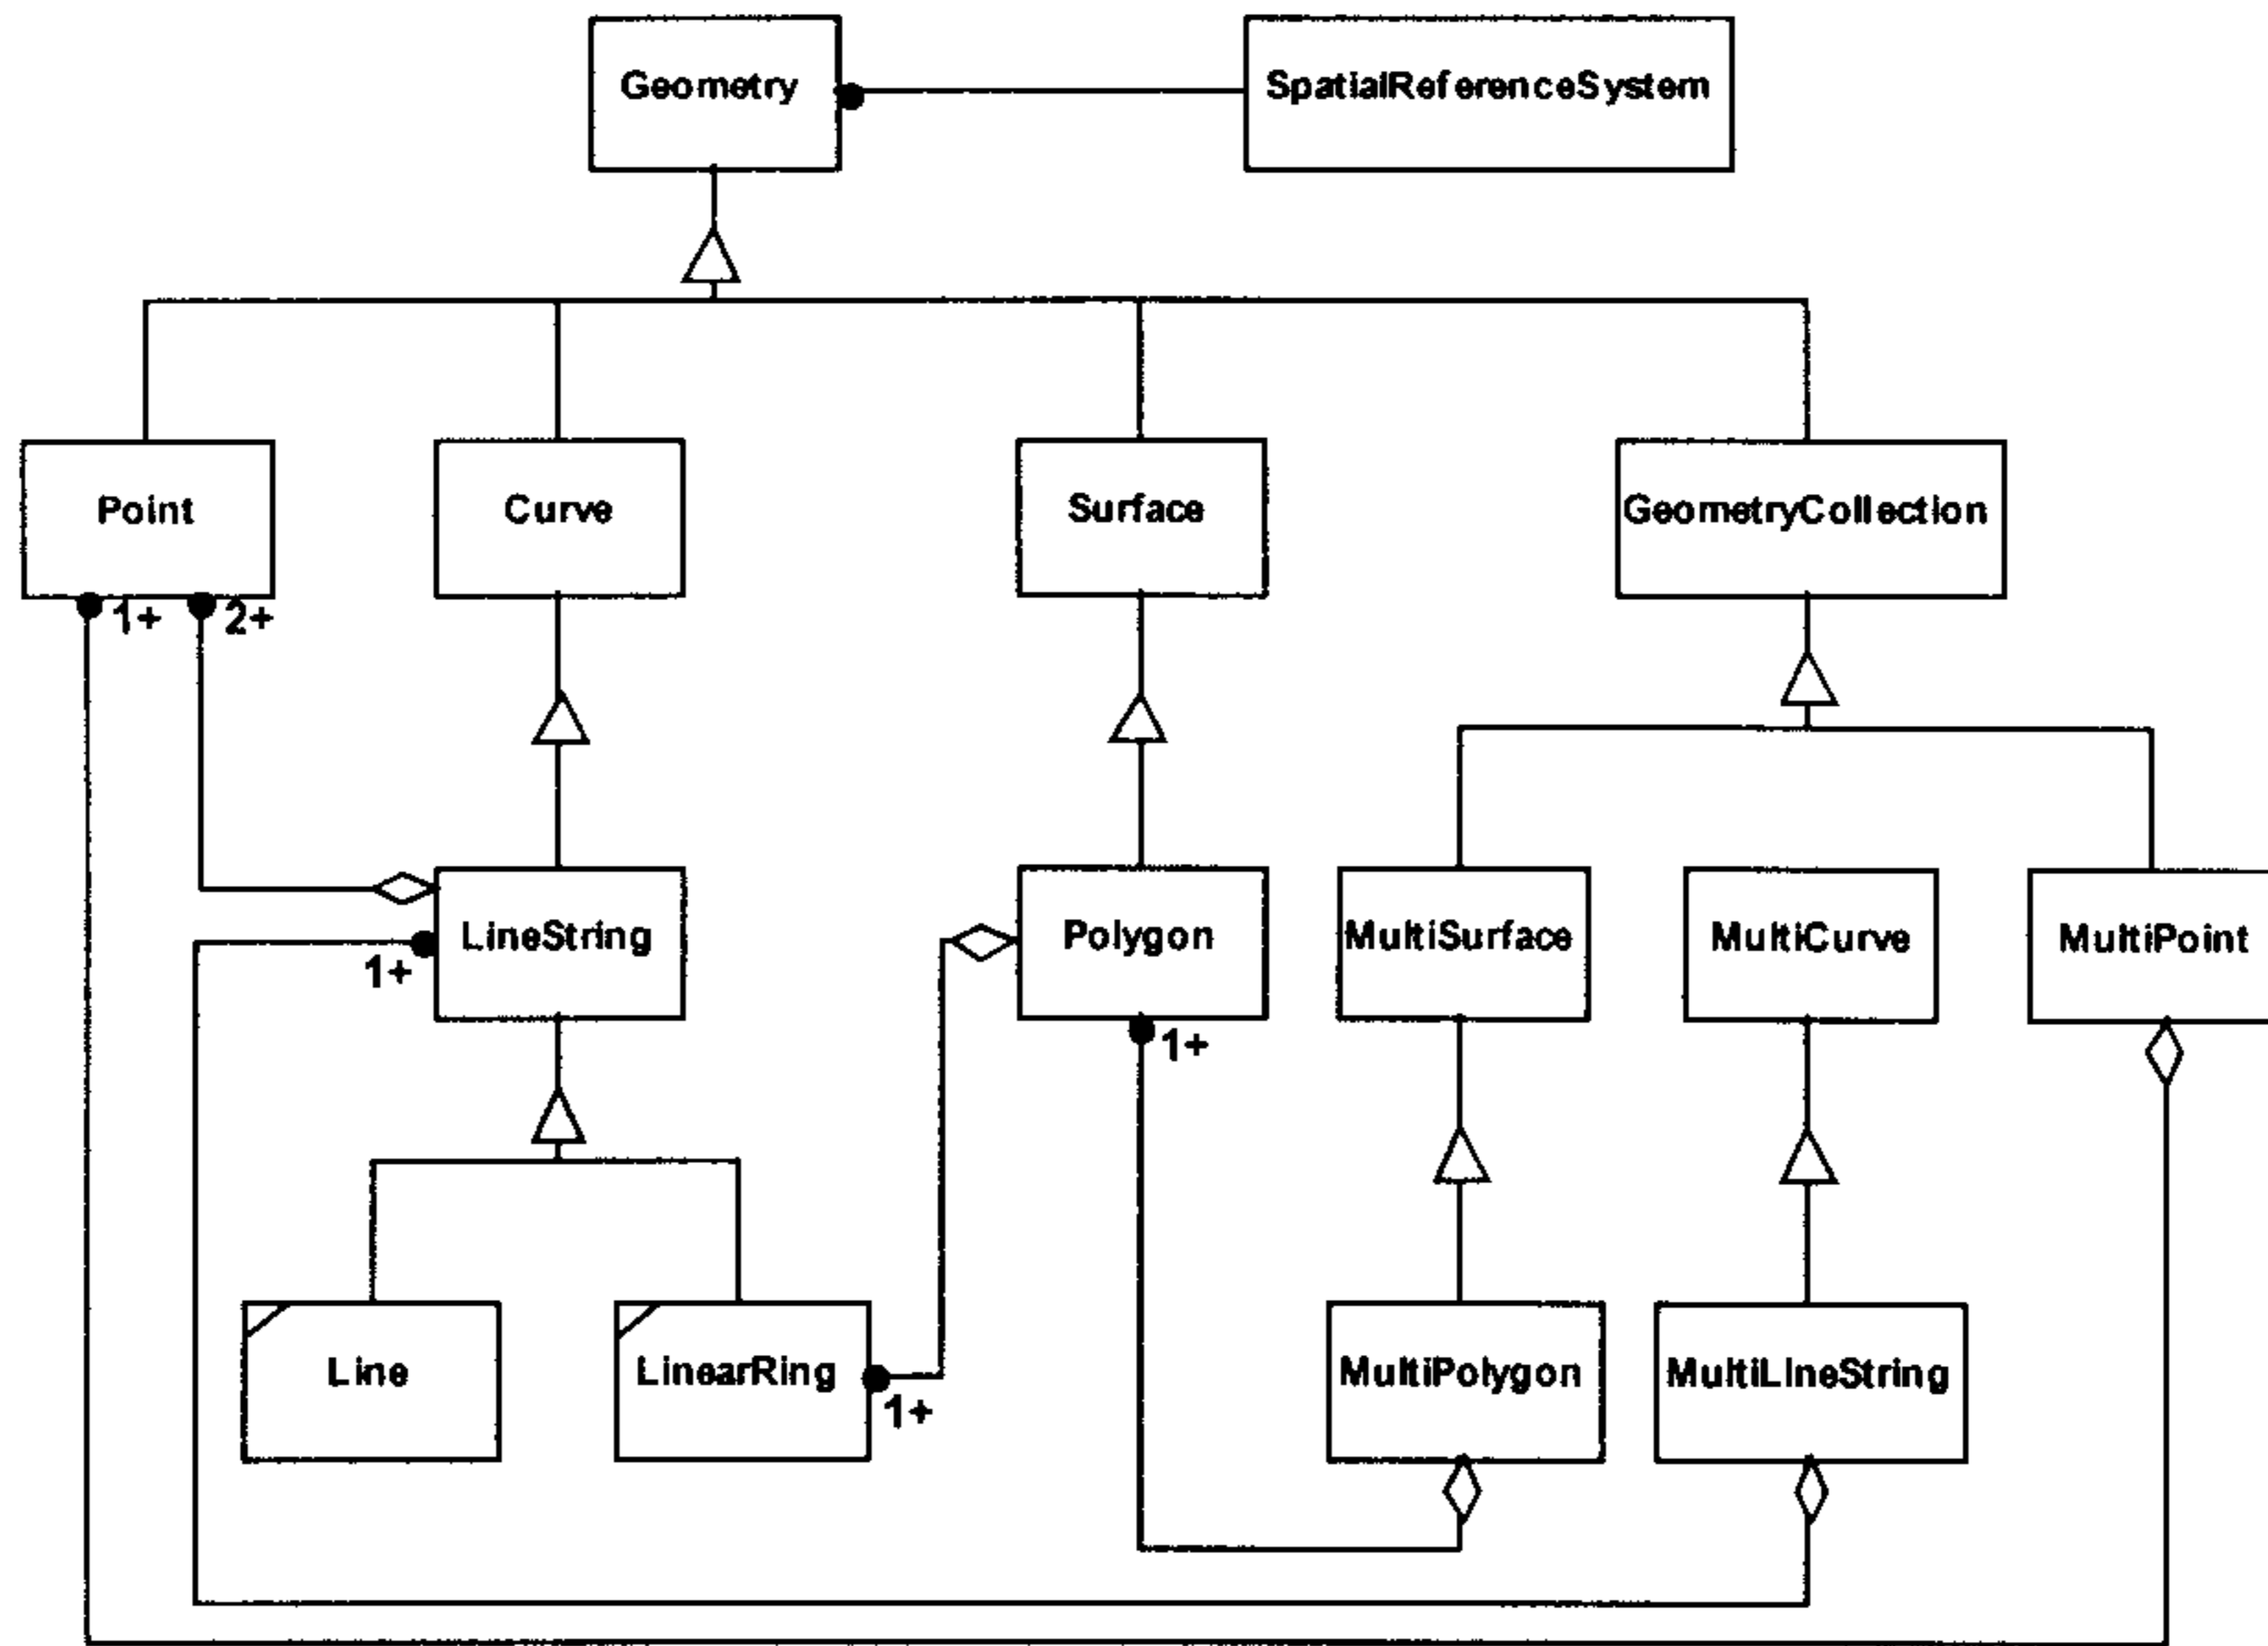 Geometry
SpatialReferenceSystem
Point
Curve
Surface
GeometryCollection
1+
2+
LineString
1+
Polygon
1+
MultiSurface
MultiCurve
MultiPoint
Line
LinearRing
1+
MultiPolygon
MultiLineString